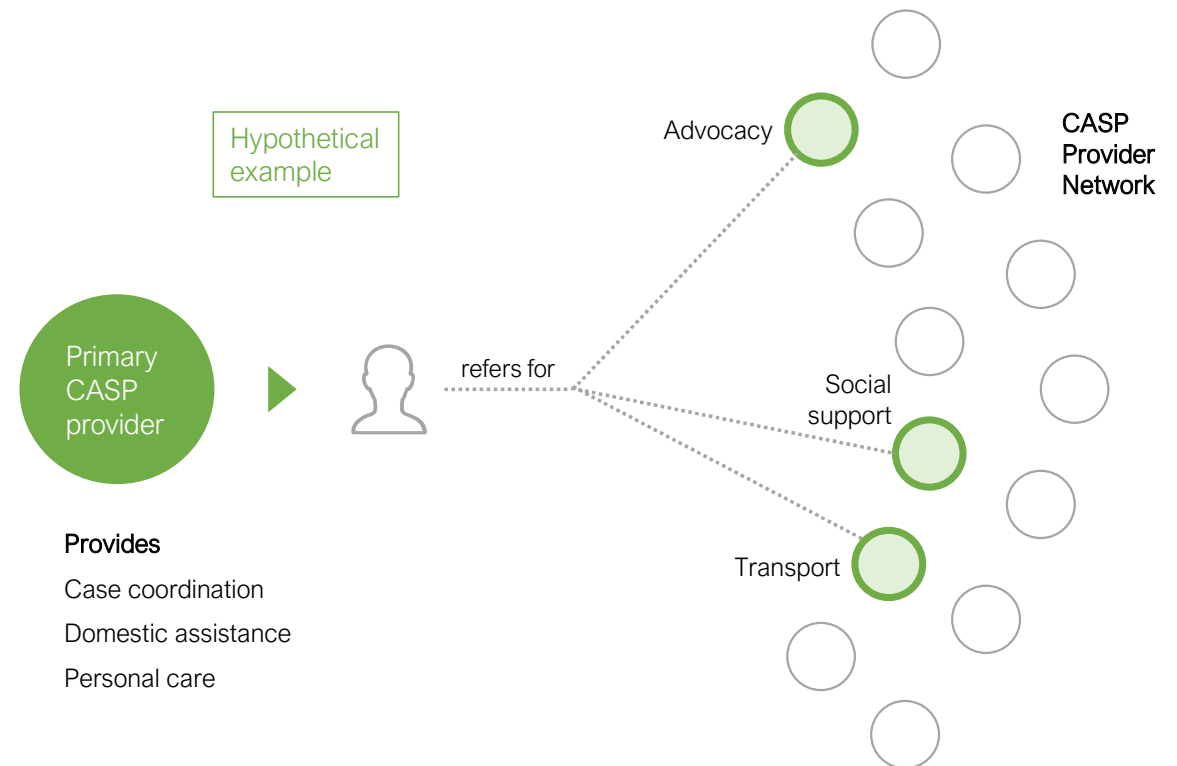 Hypothetical
example
Advocacy
CASP
Provider
Network
Primary
CASP
provider
refers for
Social
support
Transport
Provides
Case coordination
Domestic assistance
Personal care